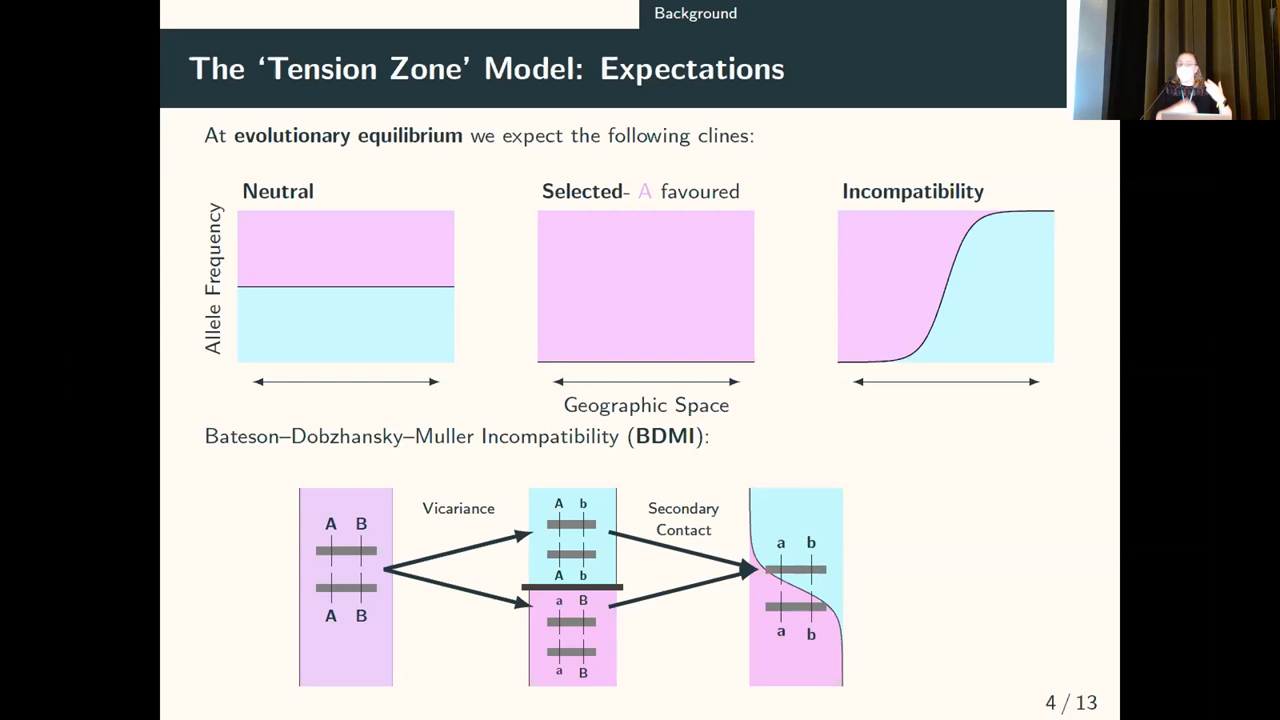 Background
The ‘Tension Zone’ Model: Expectations
At evolutionary equilibrium we expect the following clines:
Neutral
Selected- A favoured
Incompatibility
Allele Frequency
Geographic Space
Bateson–Dobzhansky–Muller Incompatibility (BDMI):
A B
A B
Vicariance
A b
A b
a B
a B
Secondary
Contact
a b
a b
4 / 13